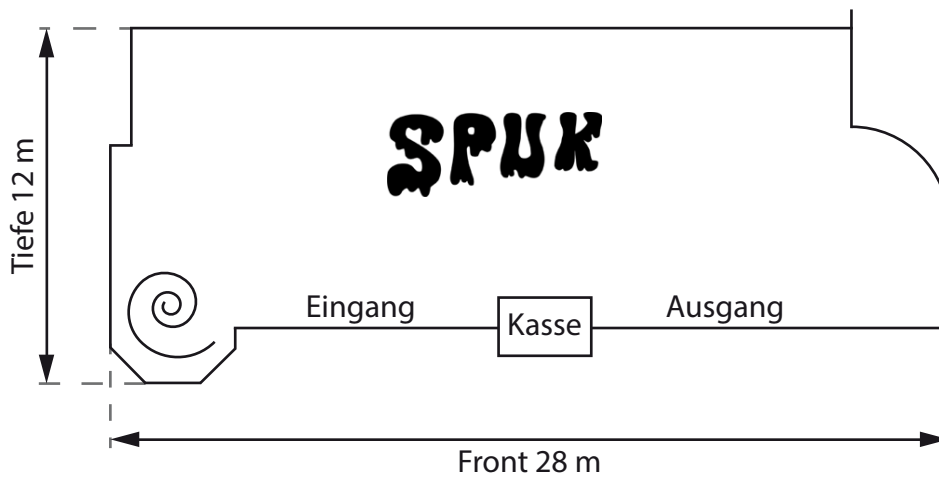 SPUK
Tiefe 12 m
Eingang
Kasse
Ausgang
Front 28 m